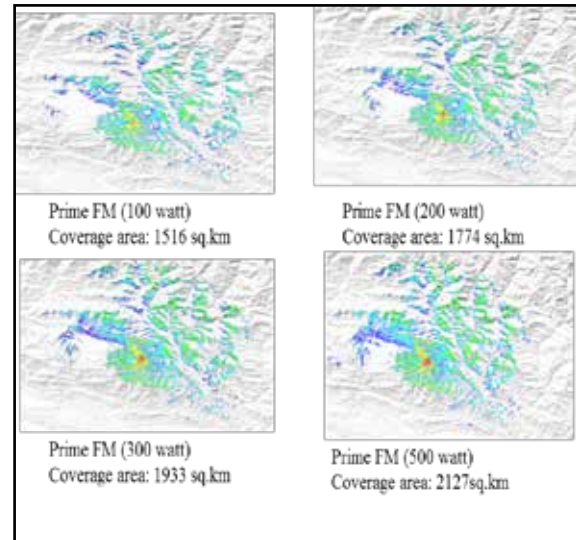 Prime FM (100 watt)
Coverage area: 1516 sq.km
Prime FM (200 watt)
Coverage area: 1774 sq.km
Prime FM (300 watt)
Coverage area: 1933 sq.km
Prime FM (500 watt)
Coverage area: 2127sq.km